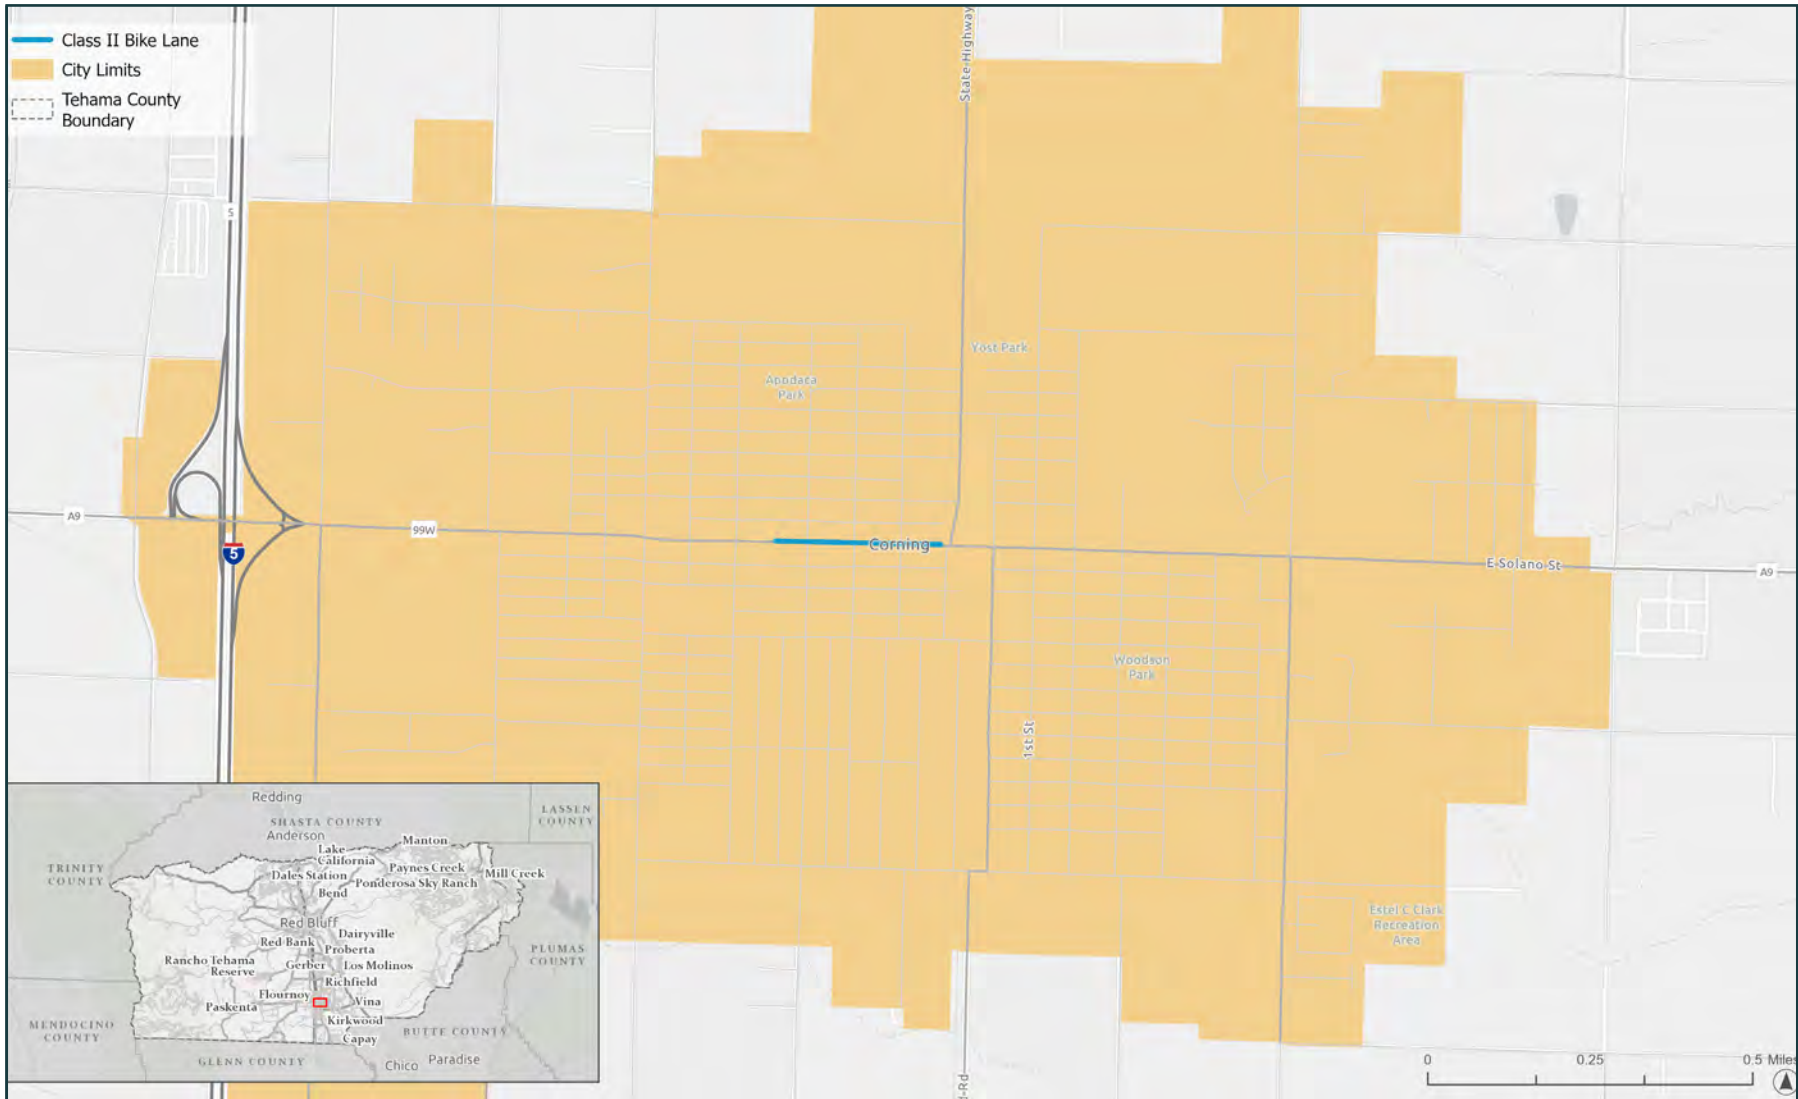 Class II Bike Lane
City Limits
Tehama County
Boundary
State Highway
5
Yost Park
Apodaca
Park
A9
99W
5
Corning
E Solano St
A9
Woodson
Park
1st St
Estel C Clark
Recreation
Area
Redding
SHASTA COUNTY
LASSEN
COUNTY
Anderson
Lake
California
Manton
TRINITY
COUNTY
Dales Station
Paynes Creek
Mill Creek
Ponderosa Sky Ranch
Bend
Red Bluff
Dairyville
Red Bank
Proberta
PLUMAS
COUNTY
Rancho Tehama
Reserve
Gerber
Los Molinos
Richfield
Flournoy
Vina
Paskenta
Kirkwood
MENDOCINO
COUNTY
BUTTE COUNTY
Capay
GLENN COUNTY
Chico
Paradise
0
0.25
0.5 Miles